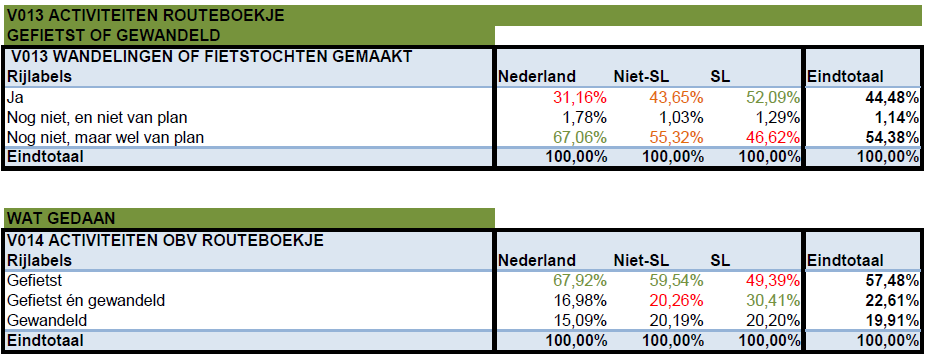 V013 ACTIVITEITEN ROUTEBOEKJE
GEFIETST OF GEWANDELD
V013 WANDELINGEN OF FIETSTOCHTEN GEMAAKT
Rijlabels Nederland Niet-SL SL Eindtotaal
Ja 31,16% 43,65% 52,09% 44,48%
Nog niet, en niet van plan 1,78% 1,03% 1,29% 1,14%
Nog niet, maar wel van plan 67,06% 55,32% 46,62% 54,38%
Eindtotaal 100,00% 100,00% 100,00% 100,00%
WAT GEDAAN
V014 ACTIVITEITEN OBV ROUTEBOEKJE
Rijlabels Nederland Niet-SL SL Eindtotaal
Gefietst 67,92% 59,54% 49,39% 57,48%
Gefietst én gewandeld 16,98% 20,26% 30,41% 22,61%
Gewandeld 15,09% 20,19% 20,20% 19,91%
Eindtotaal 100,00% 100,00% 100,00% 100,00%